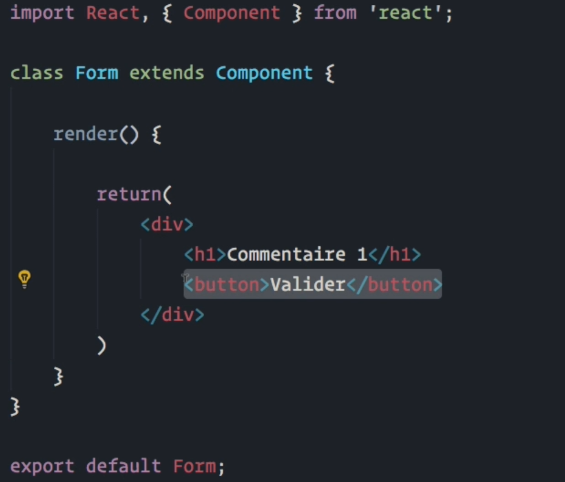 import React, { Component } from 'react';
class Form extends Component {
render() {
return(
<div>
<h1>Commentaire 1</h1>
<button>Valider</button>
</div>
)
}
}
export default Form;